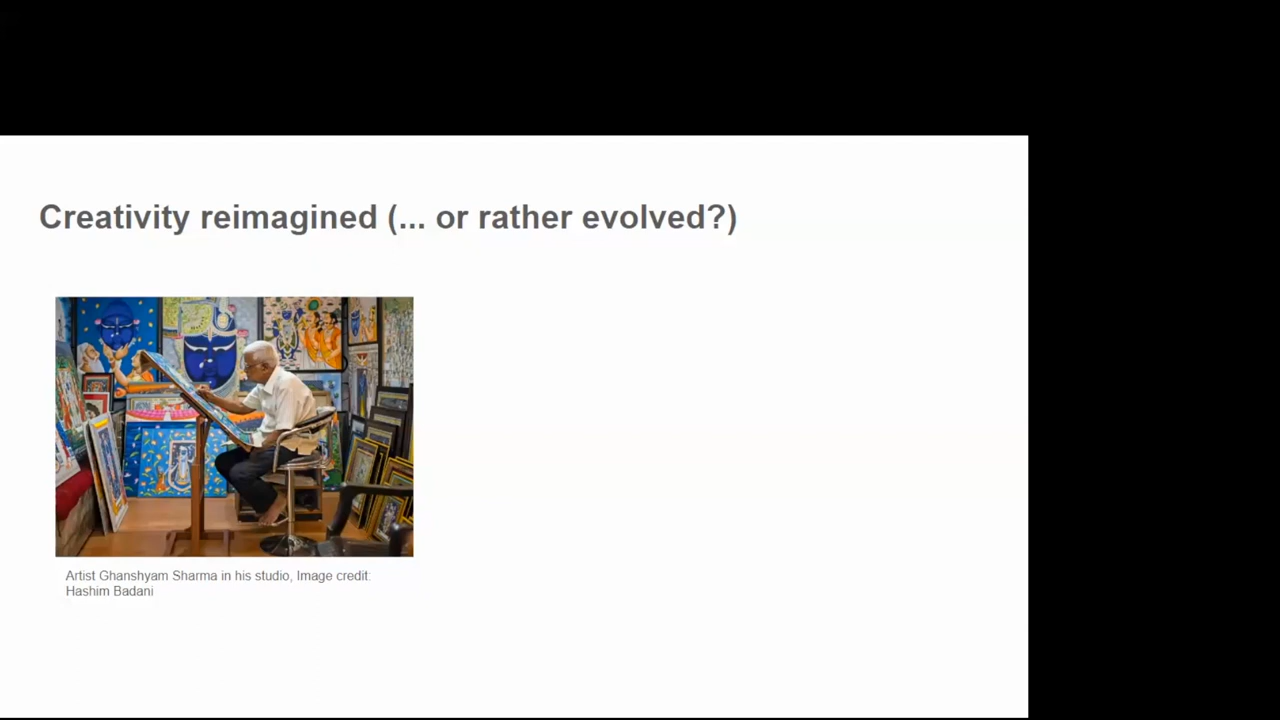 Creativity reimagined (... or rather evolved?)
Artist Ghanshyam Sharma in his studio, Image credit:
Hashim Badani